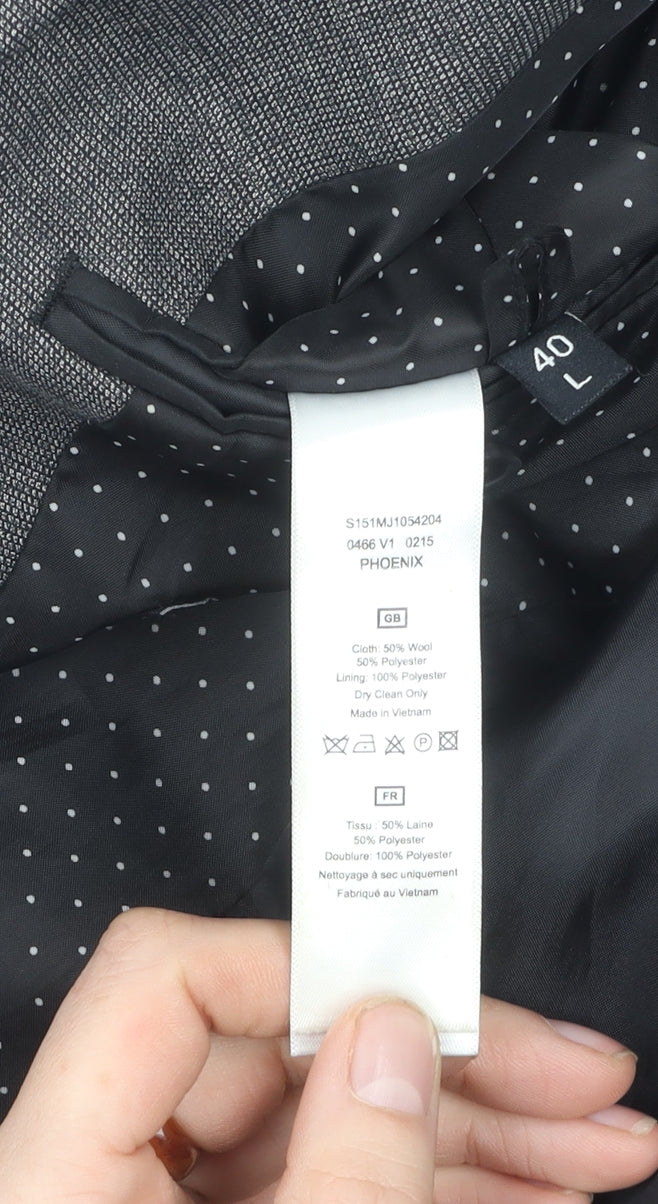 40
L
S151MJ1054204
0466 V1 0215
PHOENIX
GB
Cloth: 50% Wool
50% Polyester
Lining: 100% Polyester
Dry Clean Only
Made in Vietnam
P
FR
Tissu : 50% Laine
50% Polyester
Doublure: 100% Polyester
Nettoyage à sec uniquement
Fabriqué au Vietnam